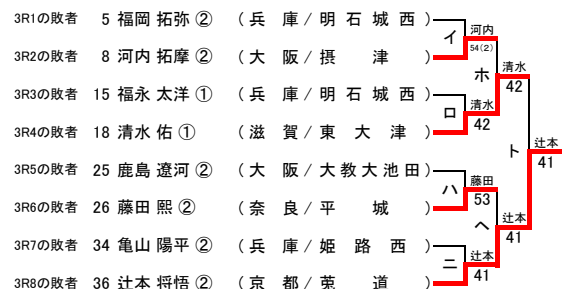 3R1の敗者 5 福岡 拓弥 ② (兵 庫/明 石 城 西)
イ 河内 54(2)
3R2の敗者 8 河内 拓摩 ② (大 阪/摂 津)
ホ 清水 42
3R3の敗者 15 福永 太洋 ① (兵 庫/明 石 城 西)
ロ 清水 42
3R4の敗者 18 清水 佑 ① (滋 賀/東 大 津)
ト 辻本 41
3R5の敗者 25 鹿島 遼河 ② (大 阪/大 教 大 池 田)
ハ 藤田 53
3R6の敗者 26 藤田 熙 ② (奈 良/平 城)
ヘ 辻本 41
3R7の敗者 34 亀山 陽平 ② (兵 庫/姫 路 西)
ニ 辻本 41
3R8の敗者 36 辻本 将悟 ② (京 都/莵 道)